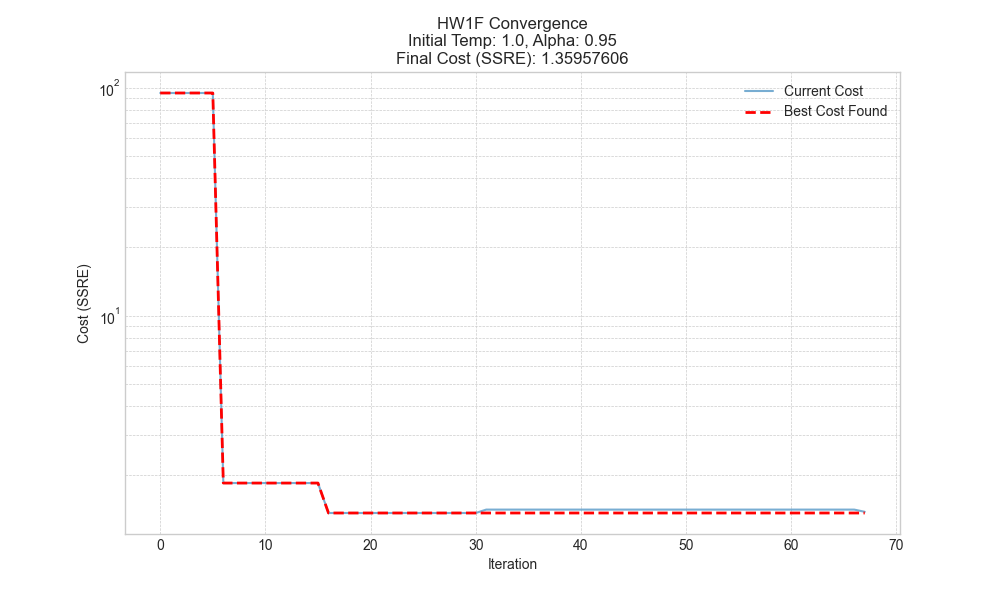 HW1F Convergence
Initial Temp: 1.0, Alpha: 0.95
Final Cost (SSRE): 1.35957606
Current Cost
Best Cost Found
10²
10¹
Cost (SSRE)
0 10 20 30 40 50 60 70
Iteration